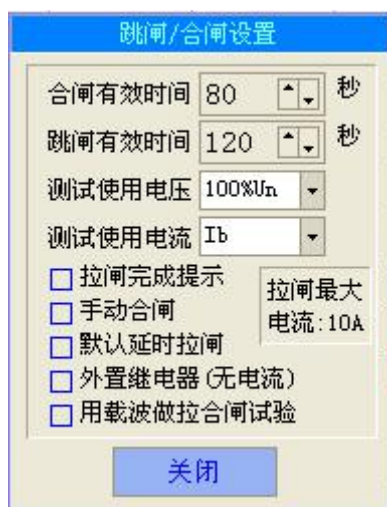 跳闸/合闸设置
合闸有效时间 80 秒
跳闸有效时间 120 秒
测试使用电压 100%Un
测试使用电流 Ib
拉闸完成提示
手动合闸
默认延时拉闸
拉闸最大
电流:10A
外置继电器(无电流)
用载波做拉合闸试验
关闭